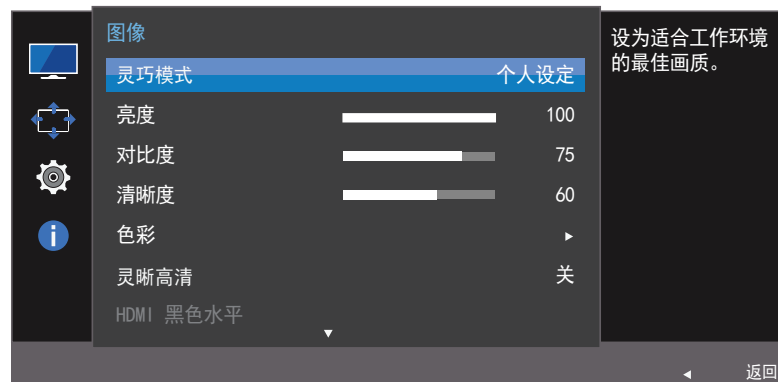 图像
灵巧模式 个人设定
亮度 100
对比度 75
清晰度 60
色彩
灵晰高清 关
HDMI 黑色水平
设为适合工作环境
的最佳画质。
返回